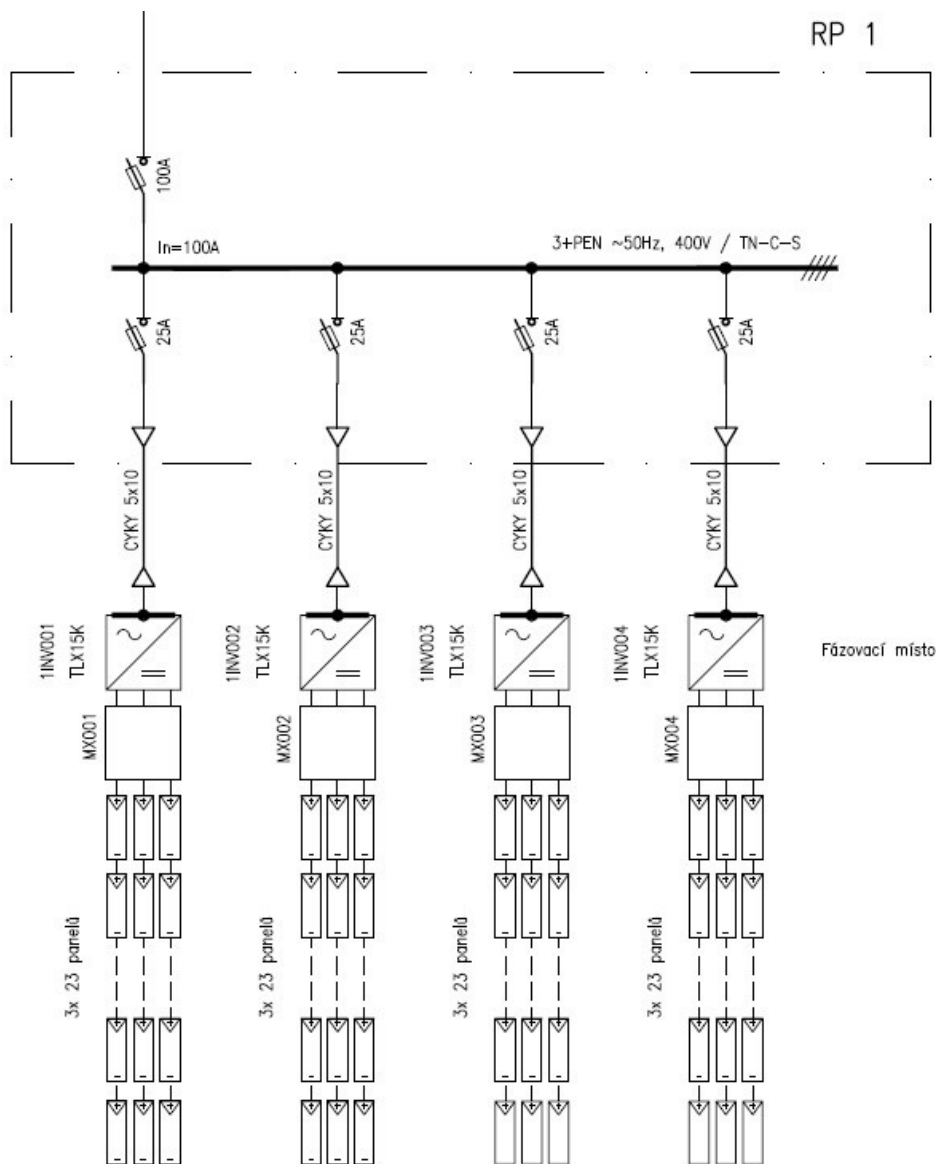 RP 1
100A
In=100A
3+PEN ~50Hz, 400V / TN-C-S
25A
25A
25A
25A
CYKY 5x10
CYKY 5x10
CYKY 5x10
CYKY 5x10
1INV001
TLX15K
1INV002
TLX15K
1INV003
TLX15K
1INV004
TLX15K
Fázovací místo
MX001
MX002
MX003
MX004
3x 23 panelů
3x 23 panelů
3x 23 panelů
3x 23 panelů